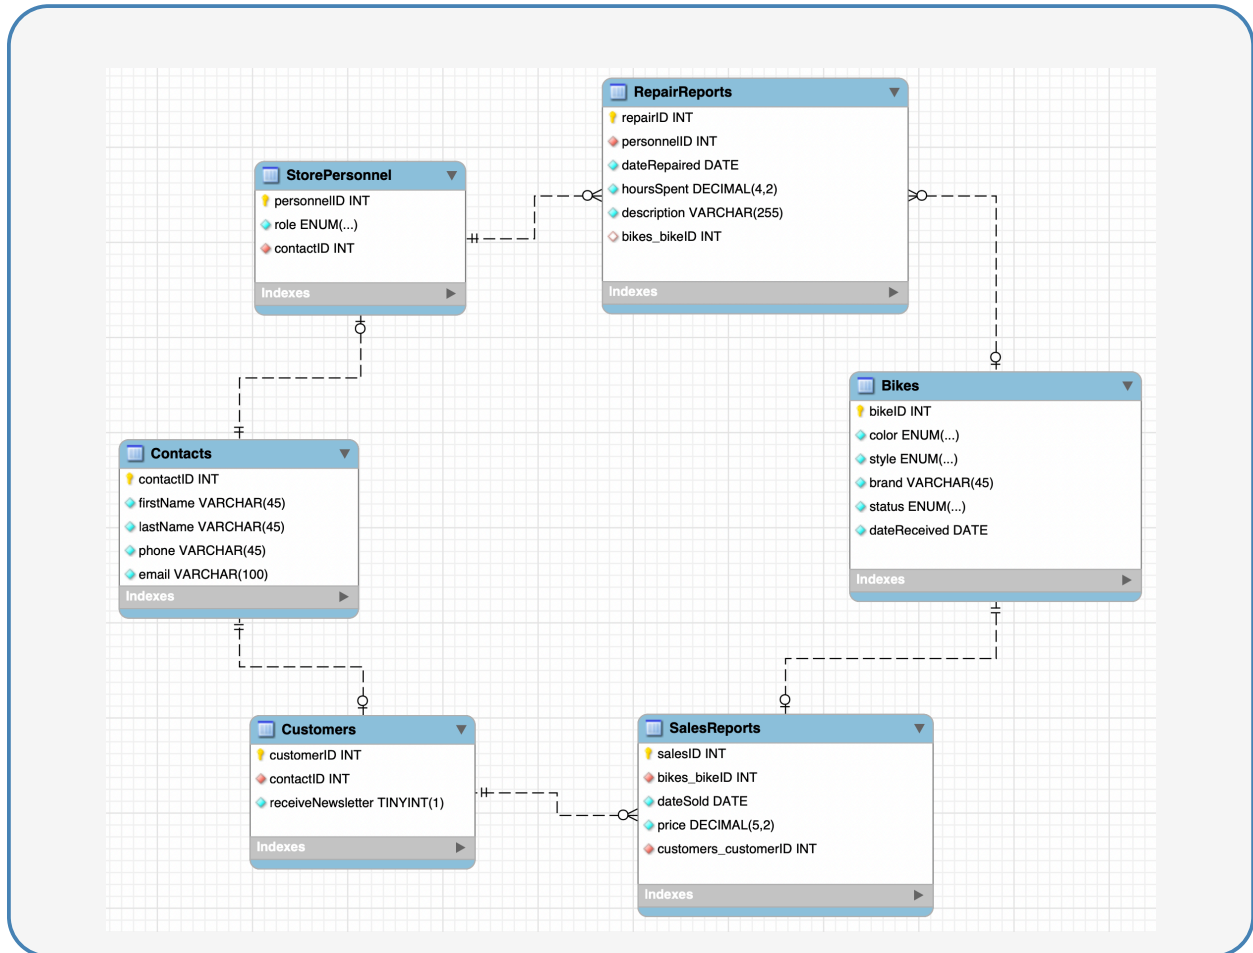 RepairReports
repairID INT
personnelID INT
dateRepaired DATE
hoursSpent DECIMAL(4,2)
description VARCHAR(255)
bikes_bikeID INT
Indexes
StorePersonnel
personnelID INT
role ENUM(...)
contactID INT
Indexes
Bikes
bikeID INT
color ENUM(...)
style ENUM(...)
brand VARCHAR(45)
status ENUM(...)
dateReceived DATE
Indexes
Contacts
contactID INT
firstName VARCHAR(45)
lastName VARCHAR(45)
phone VARCHAR(45)
email VARCHAR(100)
Indexes
Customers
customerID INT
contactID INT
receiveNewsletter TINYINT(1)
Indexes
SalesReports
salesID INT
bikes_bikeID INT
dateSold DATE
price DECIMAL(5,2)
customers_customerID INT
Indexes